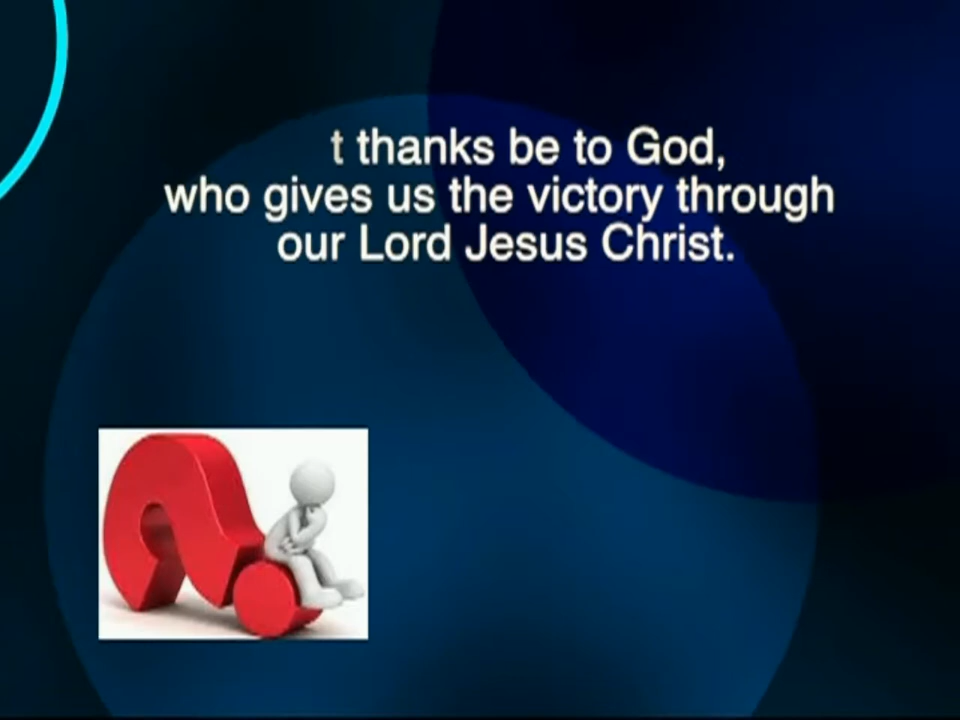 t thanks be to God,
who gives us the victory through
our Lord Jesus Christ.